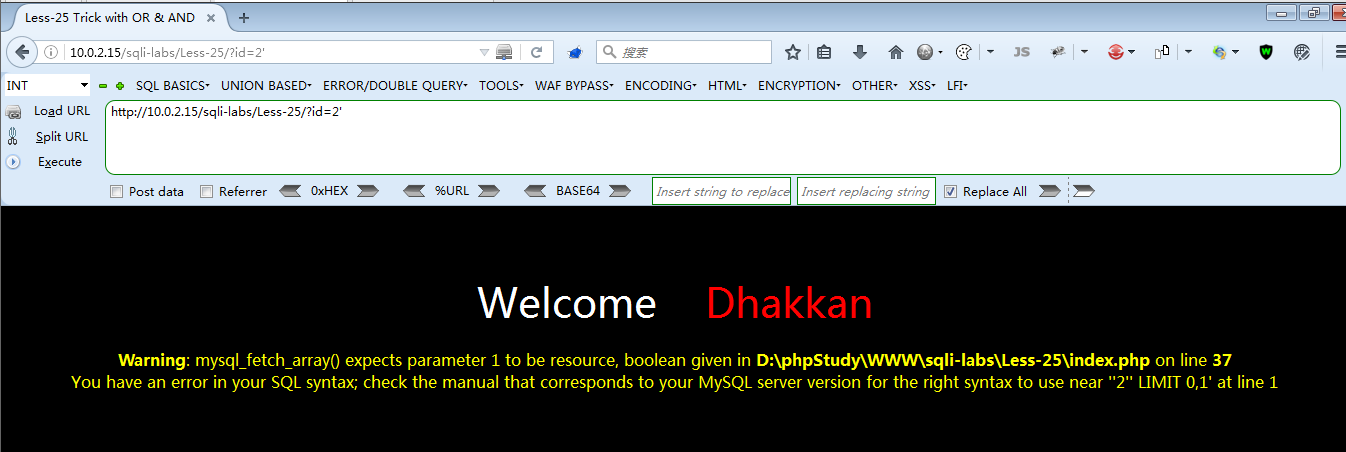 Less-25 Trick with OR & AND
10.0.2.15/sqli-labs/Less-25/?id=2'
搜索
JS
INT
SQL BASICS UNION BASED ERROR/DOUBLE QUERY TOOLS WAF BYPASS ENCODING HTML ENCRYPTION OTHER XSS LFI
Load URL
http://10.0.2.15/sqli-labs/Less-25/?id=2'
Split URL
Execute
Post data Referrer 0xHEX %URL BASE64 Insert string to replace Insert replacing string Replace All
Welcome Dhakkan
Warning: mysql_fetch_array() expects parameter 1 to be resource, boolean given in D:\phpStudy\WWW\sqli-labs\Less-25\index.php on line 37
You have an error in your SQL syntax; check the manual that corresponds to your MySQL server version for the right syntax to use near ''2'' LIMIT 0,1' at line 1